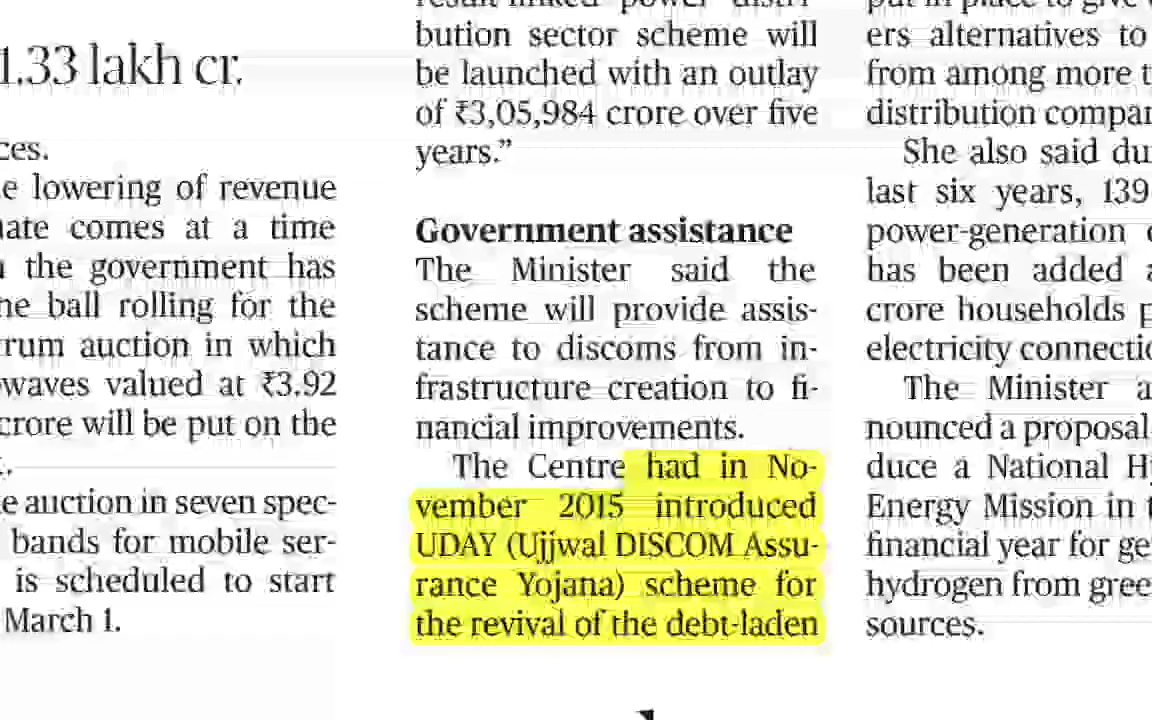 1.33 lakh cr.
ces.
lowering of revenue
comes at a time
the government has
ball rolling for the
auction in which
valued at ₹3.92
crore will be put on the
auction in seven spec-
bands for mobile ser-
is scheduled to start
March 1.
bution sector scheme will
be launched with an outlay
of ₹3,05,984 crore over five
years.”
Government assistance
The Minister said the
scheme will provide assis-
tance to discoms from in-
frastructure creation to fi-
nancial improvements.
The Centre had in No-
vember 2015 introduced
UDAY (Ujjwal DISCOM Assu-
rance Yojana) scheme for
the revival of the debt-laden
ers alternatives to
from among more
distribution compan
She also said du
last six years, 139
power-generation
has been added
crore households
electricity connectio
The Minister a
nounced a proposal
duce a National Hy
Energy Mission in
financial year for ge
hydrogen from gree
sources.